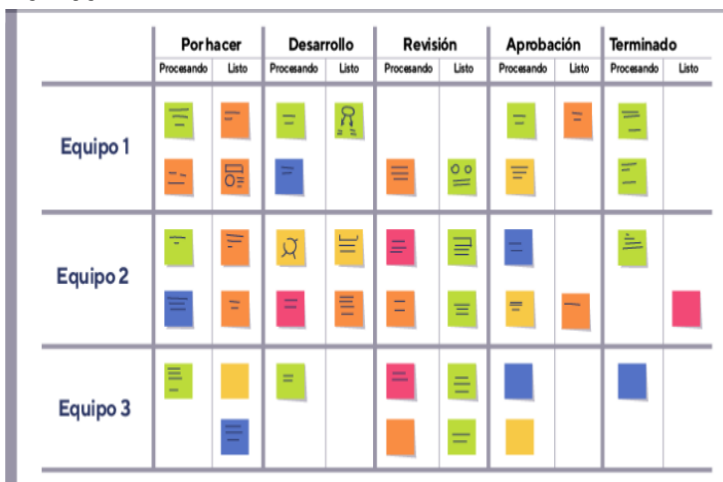 Por hacer Desarrollo Revisión Aprobación Terminado
Procesando Listo Procesando Listo Procesando Listo Procesando Listo Procesando Listo
Equipo 1
Equipo 2
Equipo 3